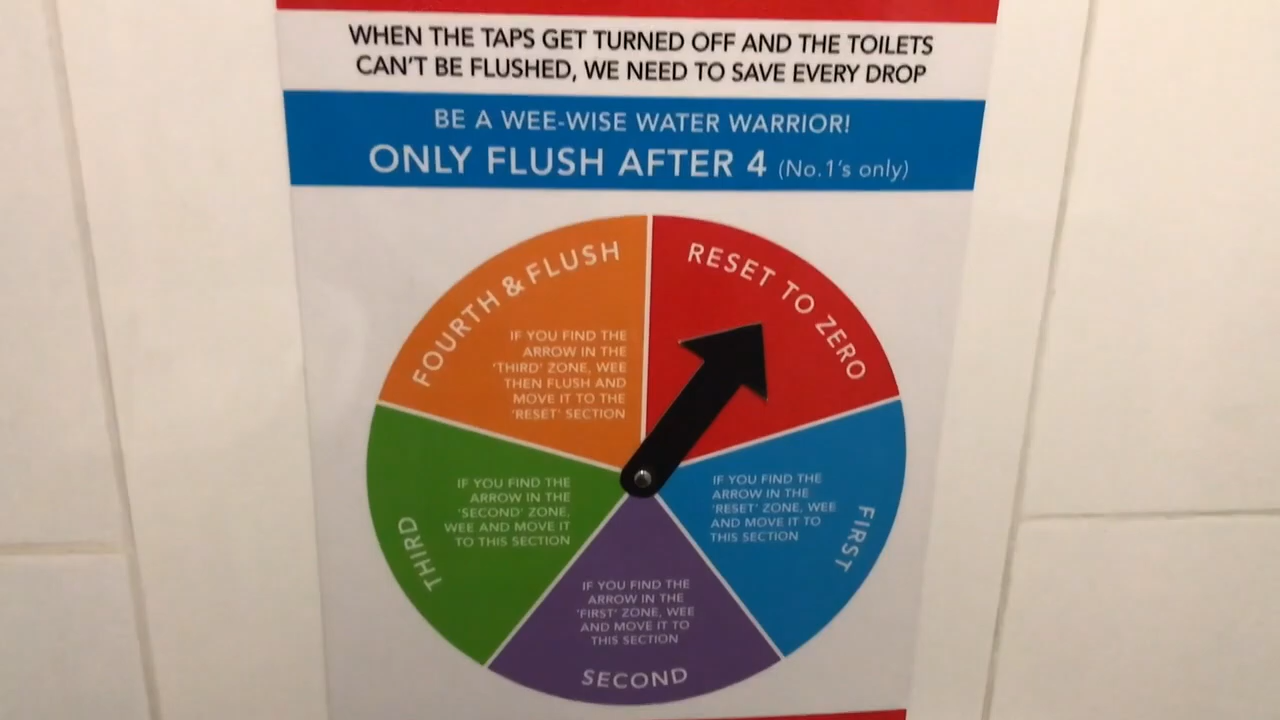 WHEN THE TAPS GET TURNED OFF AND THE TOILETS
CAN'T BE FLUSHED, WE NEED TO SAVE EVERY DROP
BE A WEE-WISE WATER WARRIOR!
ONLY FLUSH AFTER 4 (No.1's only)
FOURTH & FLUSH
IF YOU FIND THE
ARROW IN THE
'THIRD' ZONE, WEE
THEN FLUSH AND
MOVE IT TO THE
'RESET' SECTION
RESET TO ZERO
IF YOU FIND THE
ARROW IN THE
'RESET' ZONE, WEE
AND MOVE IT TO
THIS SECTION
FIRST
IF YOU FIND THE
ARROW IN THE
'FIRST' ZONE, WEE
AND MOVE IT TO
THIS SECTION
SECOND
IF YOU FIND THE
ARROW IN THE
'SECOND' ZONE,
WEE AND MOVE IT
TO THIS SECTION
THIRD